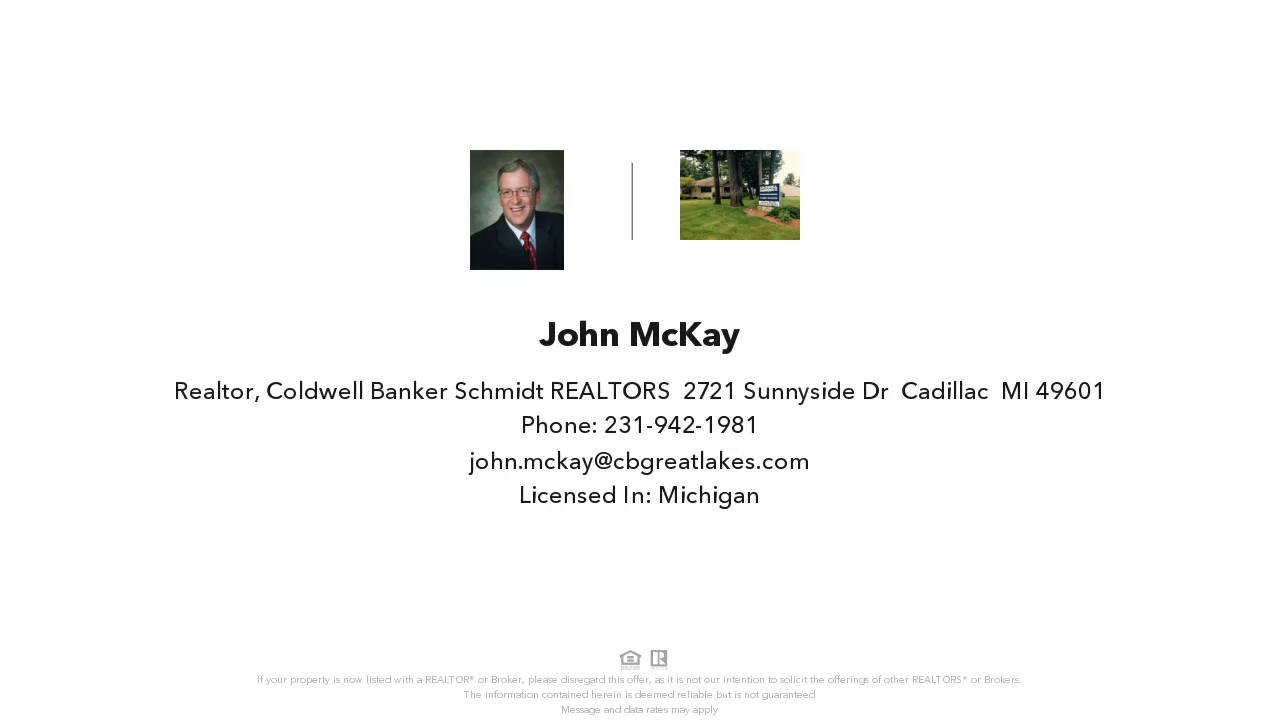 John McKay
Realtor, Coldwell Banker Schmidt REALTORS  2721 Sunnyside Dr  Cadillac  MI 49601
Phone: 231-942-1981
john.mckay@cbgreatlakes.com
Licensed In: Michigan
If your property is now listed with a REALTOR® or Broker, please disregard this offer, as it is not our intention to solicit the offerings of other REALTORS® or Brokers.
The information contained herein is deemed reliable but is not guaranteed
Message and data rates may apply